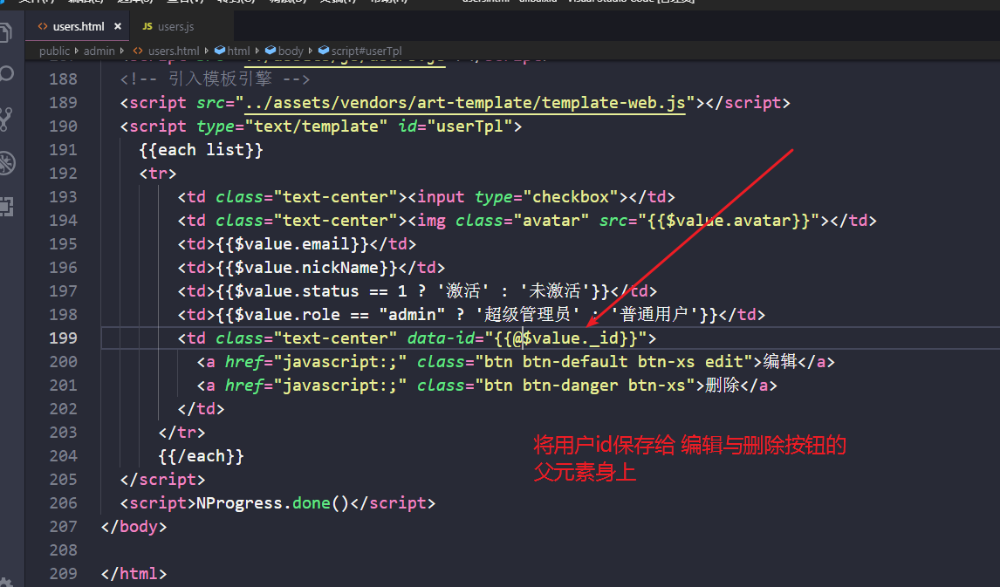 users.html ×
JS users.js
public admin <> users.html html body script#userTpl
188 <!-- 引入模板引擎 -->
189 <script src="../assets/vendors/art-template/template-web.js"></script>
190 <script type="text/template" id="userTpl">
191 {{each list}}
192 <tr>
193 <td class="text-center"><input type="checkbox"></td>
194 <td class="text-center"><img class="avatar" src="{{$value.avatar}}"></td>
195 <td>{{$value.email}}</td>
196 <td>{{$value.nickName}}</td>
197 <td>{{$value.status == 1 ? '激活' : '未激活'}}</td>
198 <td>{{$value.role == "admin" ? '超级管理员' : '普通用户'}}</td>
199 <td class="text-center" data-id="{{@$value._id}}">
200 <a href="javascript:;" class="btn btn-default btn-xs edit">编辑</a>
201 <a href="javascript:;" class="btn btn-danger btn-xs">删除</a>
202 </td>
203 </tr>
204 {{/each}}
205 </script>
206 <script>NProgress.done()</script>
207 </body>
208
209 </html>
将用户id保存给 编辑与删除按钮的
父元素身上